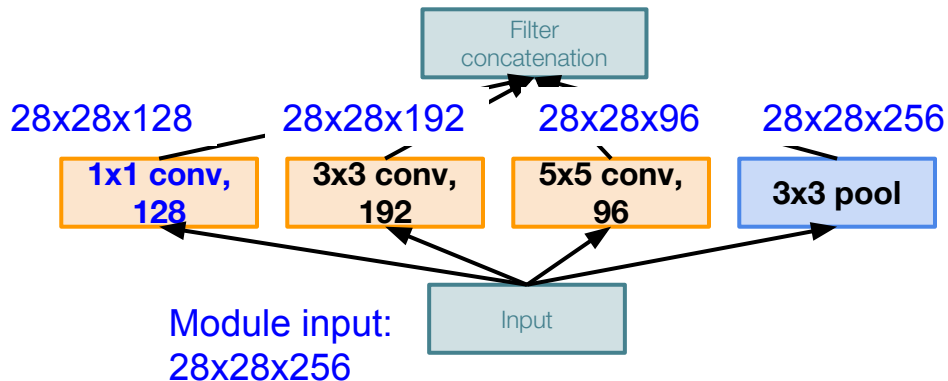 Filter
concatenation
28x28x128
28x28x192
28x28x96
28x28x256
1x1 conv,
128
3x3 conv,
192
5x5 conv,
96
3x3 pool
Input
Module input:
28x28x256